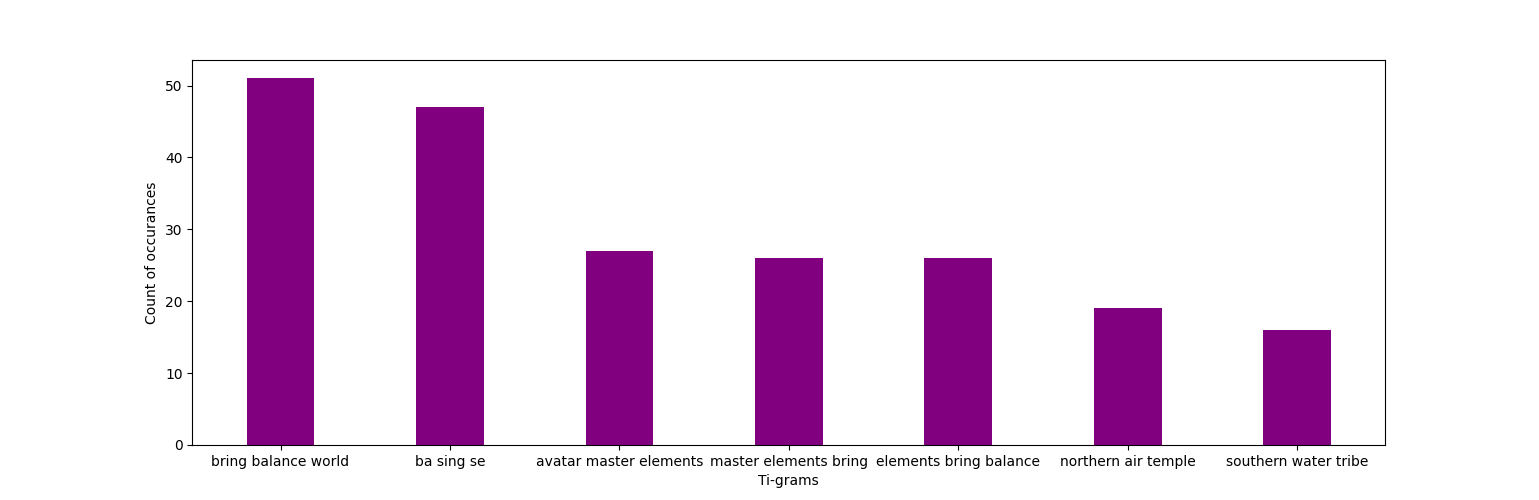 50
40
30
20
10
0
Count of occurances
bring balance world
ba sing se
avatar master elements
master elements bring
elements bring balance
northern air temple
southern water tribe
Ti-grams